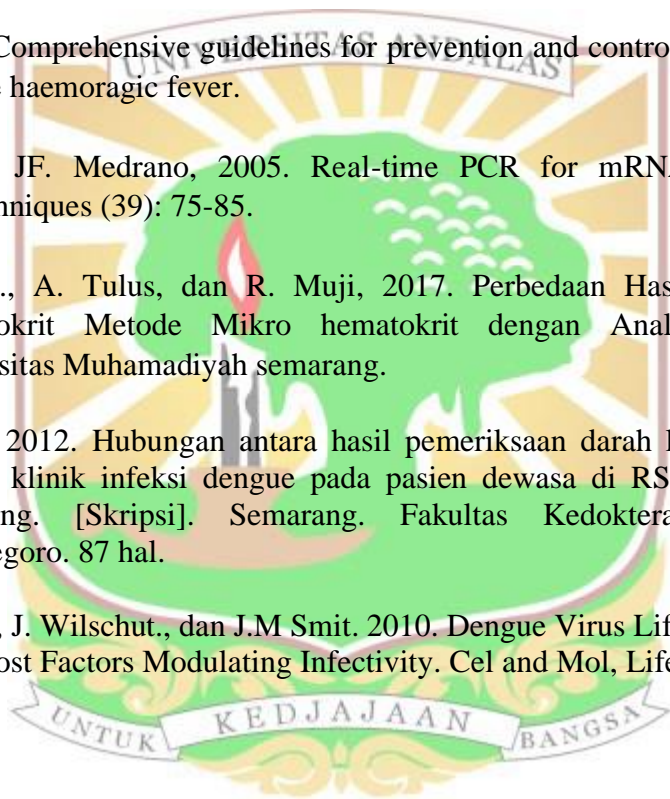 UNIVERSITAS ANDALAS
Comprehensive guidelines for prevention and contro
haemoragic fever.
JF. Medrano, 2005. Real-time PCR for mRN
hniques (39): 75-85.
., A. Tulus, dan R. Muji, 2017. Perbedaan Has
okrit Metode Mikro hematokrit dengan Anal
sitas Muhamadiyah semarang.
2012. Hubungan antara hasil pemeriksaan darah
klinik infeksi dengue pada pasien dewasa di RS
ng. [Skripsi]. Semarang. Fakultas Kedoktera
egoro. 87 hal.
, J. Wilschut., dan J.M Smit. 2010. Dengue Virus Lif
ost Factors Modulating Infectivity. Cel and Mol, Life
UNTUK KEDJAJAAN BANGSA